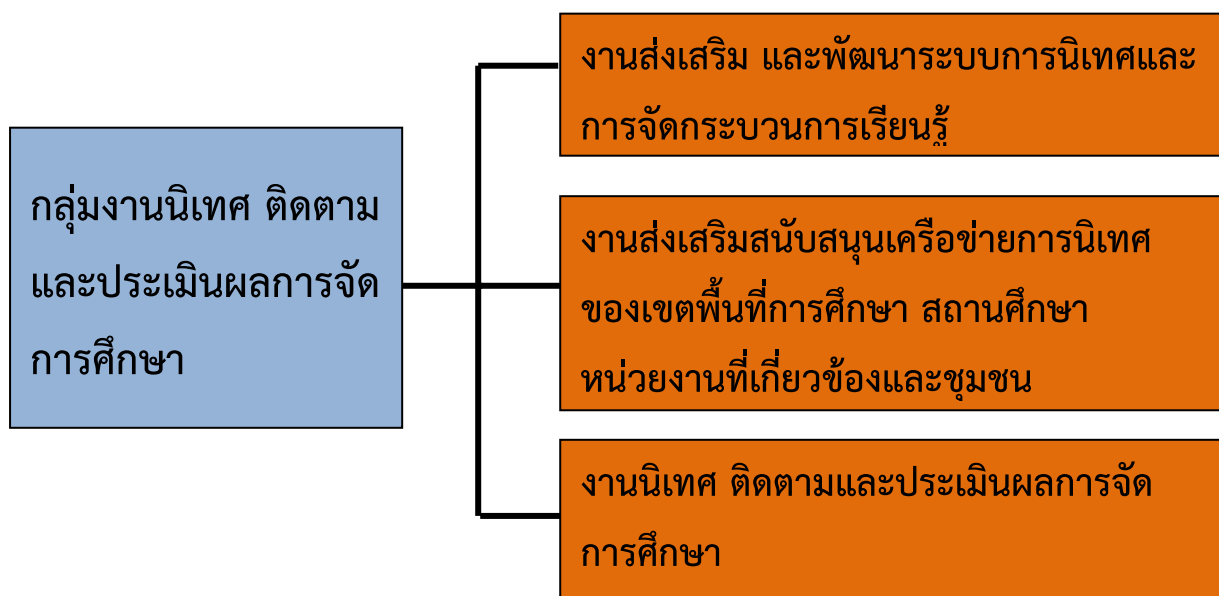 กลุ่มงานนิเทศ ติดตาม
และประเมินผลการจัด
การศึกษา
งานส่งเสริม และพัฒนาระบบการนิเทศและ
การจัดกระบวนการเรียนรู้
งานส่งเสริมสนับสนุนเครือข่ายการนิเทศ
ของเขตพื้นที่การศึกษา สถานศึกษา
หน่วยงานที่เกี่ยวข้องและชุมชน
งานนิเทศ ติดตามและประเมินผลการจัด
การศึกษา